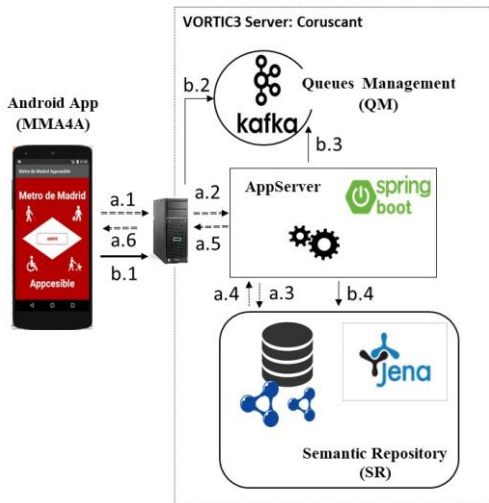 VORTIC3 Server: Coruscant
b.2
Queues Management
(QM)
kafka
b.3
Android App
(MMA4A)
Metro de Madrid Appcesible
Metro de Madrid
Appcesible
a.1
a.6
b.1
a.2
a.5
AppServer
spring
boot
a.4
a.3
b.4
Jena
Semantic Repository
(SR)